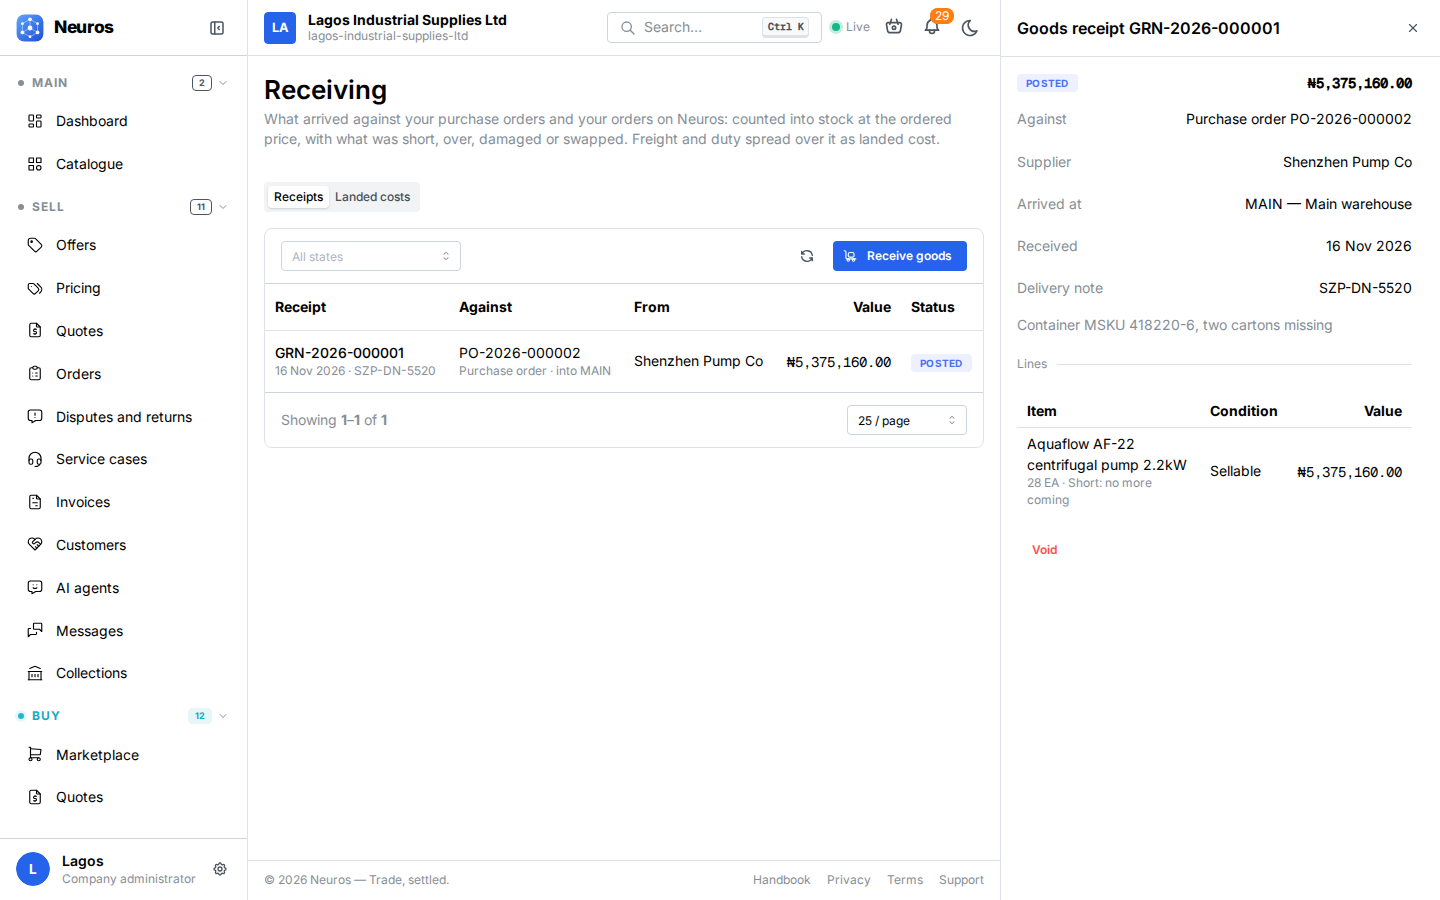 Neuros
MAIN
2
Dashboard
Catalogue
SELL
11
Offers
Pricing
Quotes
Orders
Disputes and returns
Service cases
Invoices
Customers
AI agents
Messages
Collections
BUY
12
Marketplace
Quotes
L
Lagos
Company administrator
LA
Lagos Industrial Supplies Ltd
lagos-industrial-supplies-ltd
Search...
Ctrl K
Live
29
Receiving
What arrived against your purchase orders and your orders on Neuros: counted into stock at the ordered
price, with what was short, over, damaged or swapped. Freight and duty spread over it as landed cost.
Receipts
Landed costs
All states
Receive goods
Receipt Against From Value Status
GRN-2026-000001 PO-2026-000002 Shenzhen Pump Co ₦5,375,160.00 POSTED
16 Nov 2026 · SZP-DN-5520 Purchase order · into MAIN
Showing 1–1 of 1
25 / page
© 2026 Neuros — Trade, settled.
Handbook Privacy Terms Support
Goods receipt GRN-2026-000001
POSTED ₦5,375,160.00
Against Purchase order PO-2026-000002
Supplier Shenzhen Pump Co
Arrived at MAIN — Main warehouse
Received 16 Nov 2026
Delivery note SZP-DN-5520
Container MSKU 418220-6, two cartons missing
Lines
Item Condition Value
Aquaflow AF-22
centrifugal pump 2.2kW Sellable ₦5,375,160.00
28 EA · Short: no more
coming
Void